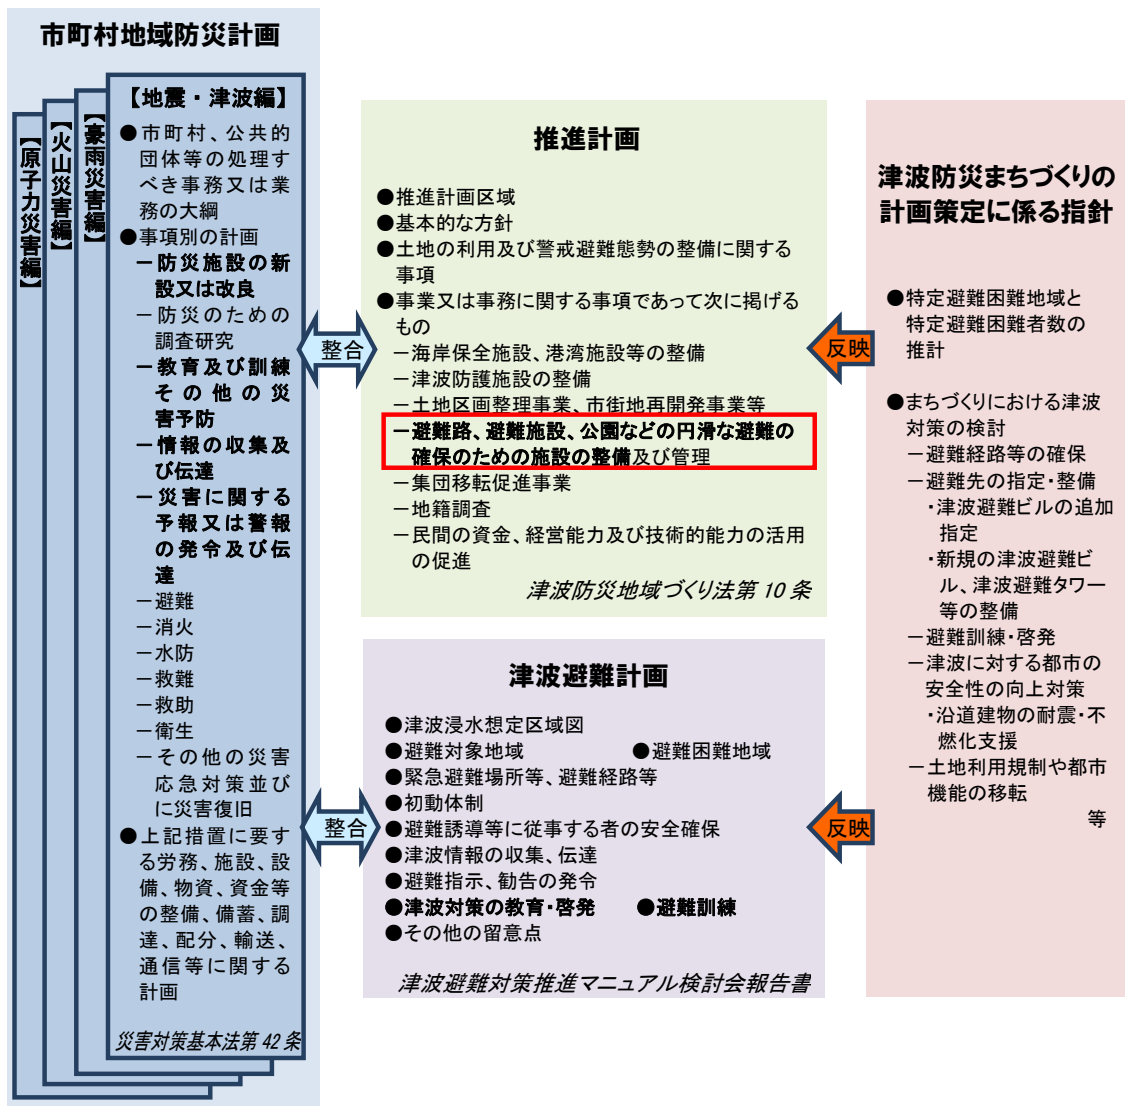 市町村地域防災計画
【原子力災害編】
【火山災害編】
【豪雨災害編】
【地震・津波編】
●市町村、公共的
団体等の処理す
べき事務又は業
務の大綱
●事項別の計画
－防災施設の新
設又は改良
－防災のための
調査研究
－教育及び訓練
その他の災
害予防
－情報の収集及
び伝達
－災害に関する
予報又は警報
の発令及び伝
達
－避難
－消火
－水防
－救難
－救助
－衛生
－その他の災害
応急対策並び
に災害復旧
●上記措置に要す
る労務、施設、設
備、物資、資金等
の整備、備蓄、調
達、配分、輸送、
通信等に関する
計画
災害対策基本法第 42 条
整合
整合
推進計画
●推進計画区域
●基本的な方針
●土地の利用及び警戒避難態勢の整備に関する
事項
●事業又は事務に関する事項であって次に掲げる
もの
－海岸保全施設、港湾施設等の整備
－津波防護施設の整備
－土地区画整理事業、市街地再開発事業等
－避難路、避難施設、公園などの円滑な避難の
確保のための施設の整備及び管理
－集団移転促進事業
－地籍調査
－民間の資金、経営能力及び技術的能力の活用
の促進
津波防災地域づくり法第 10 条
津波避難計画
●津波浸水想定区域図
●避難対象地域 ●避難困難地域
●緊急避難場所等、避難経路等
●初動体制
●避難誘導等に従事する者の安全確保
●津波情報の収集、伝達
●避難指示、勧告の発令
●津波対策の教育・啓発 ●避難訓練
●その他の留意点
津波避難対策推進マニュアル検討会報告書
反映
反映
津波防災まちづくりの
計画策定に係る指針
●特定避難困難地域と
特定避難困難者数の
推計
●まちづくりにおける津波
対策の検討
－避難経路等の確保
－避難先の指定・整備
・津波避難ビルの追加
指定
・新規の津波避難ビ
ル、津波避難タワー
等の整備
－避難訓練・啓発
－津波に対する都市の
安全性の向上対策
・沿道建物の耐震・不
燃化支援
－土地利用規制や都市
機能の移転
等